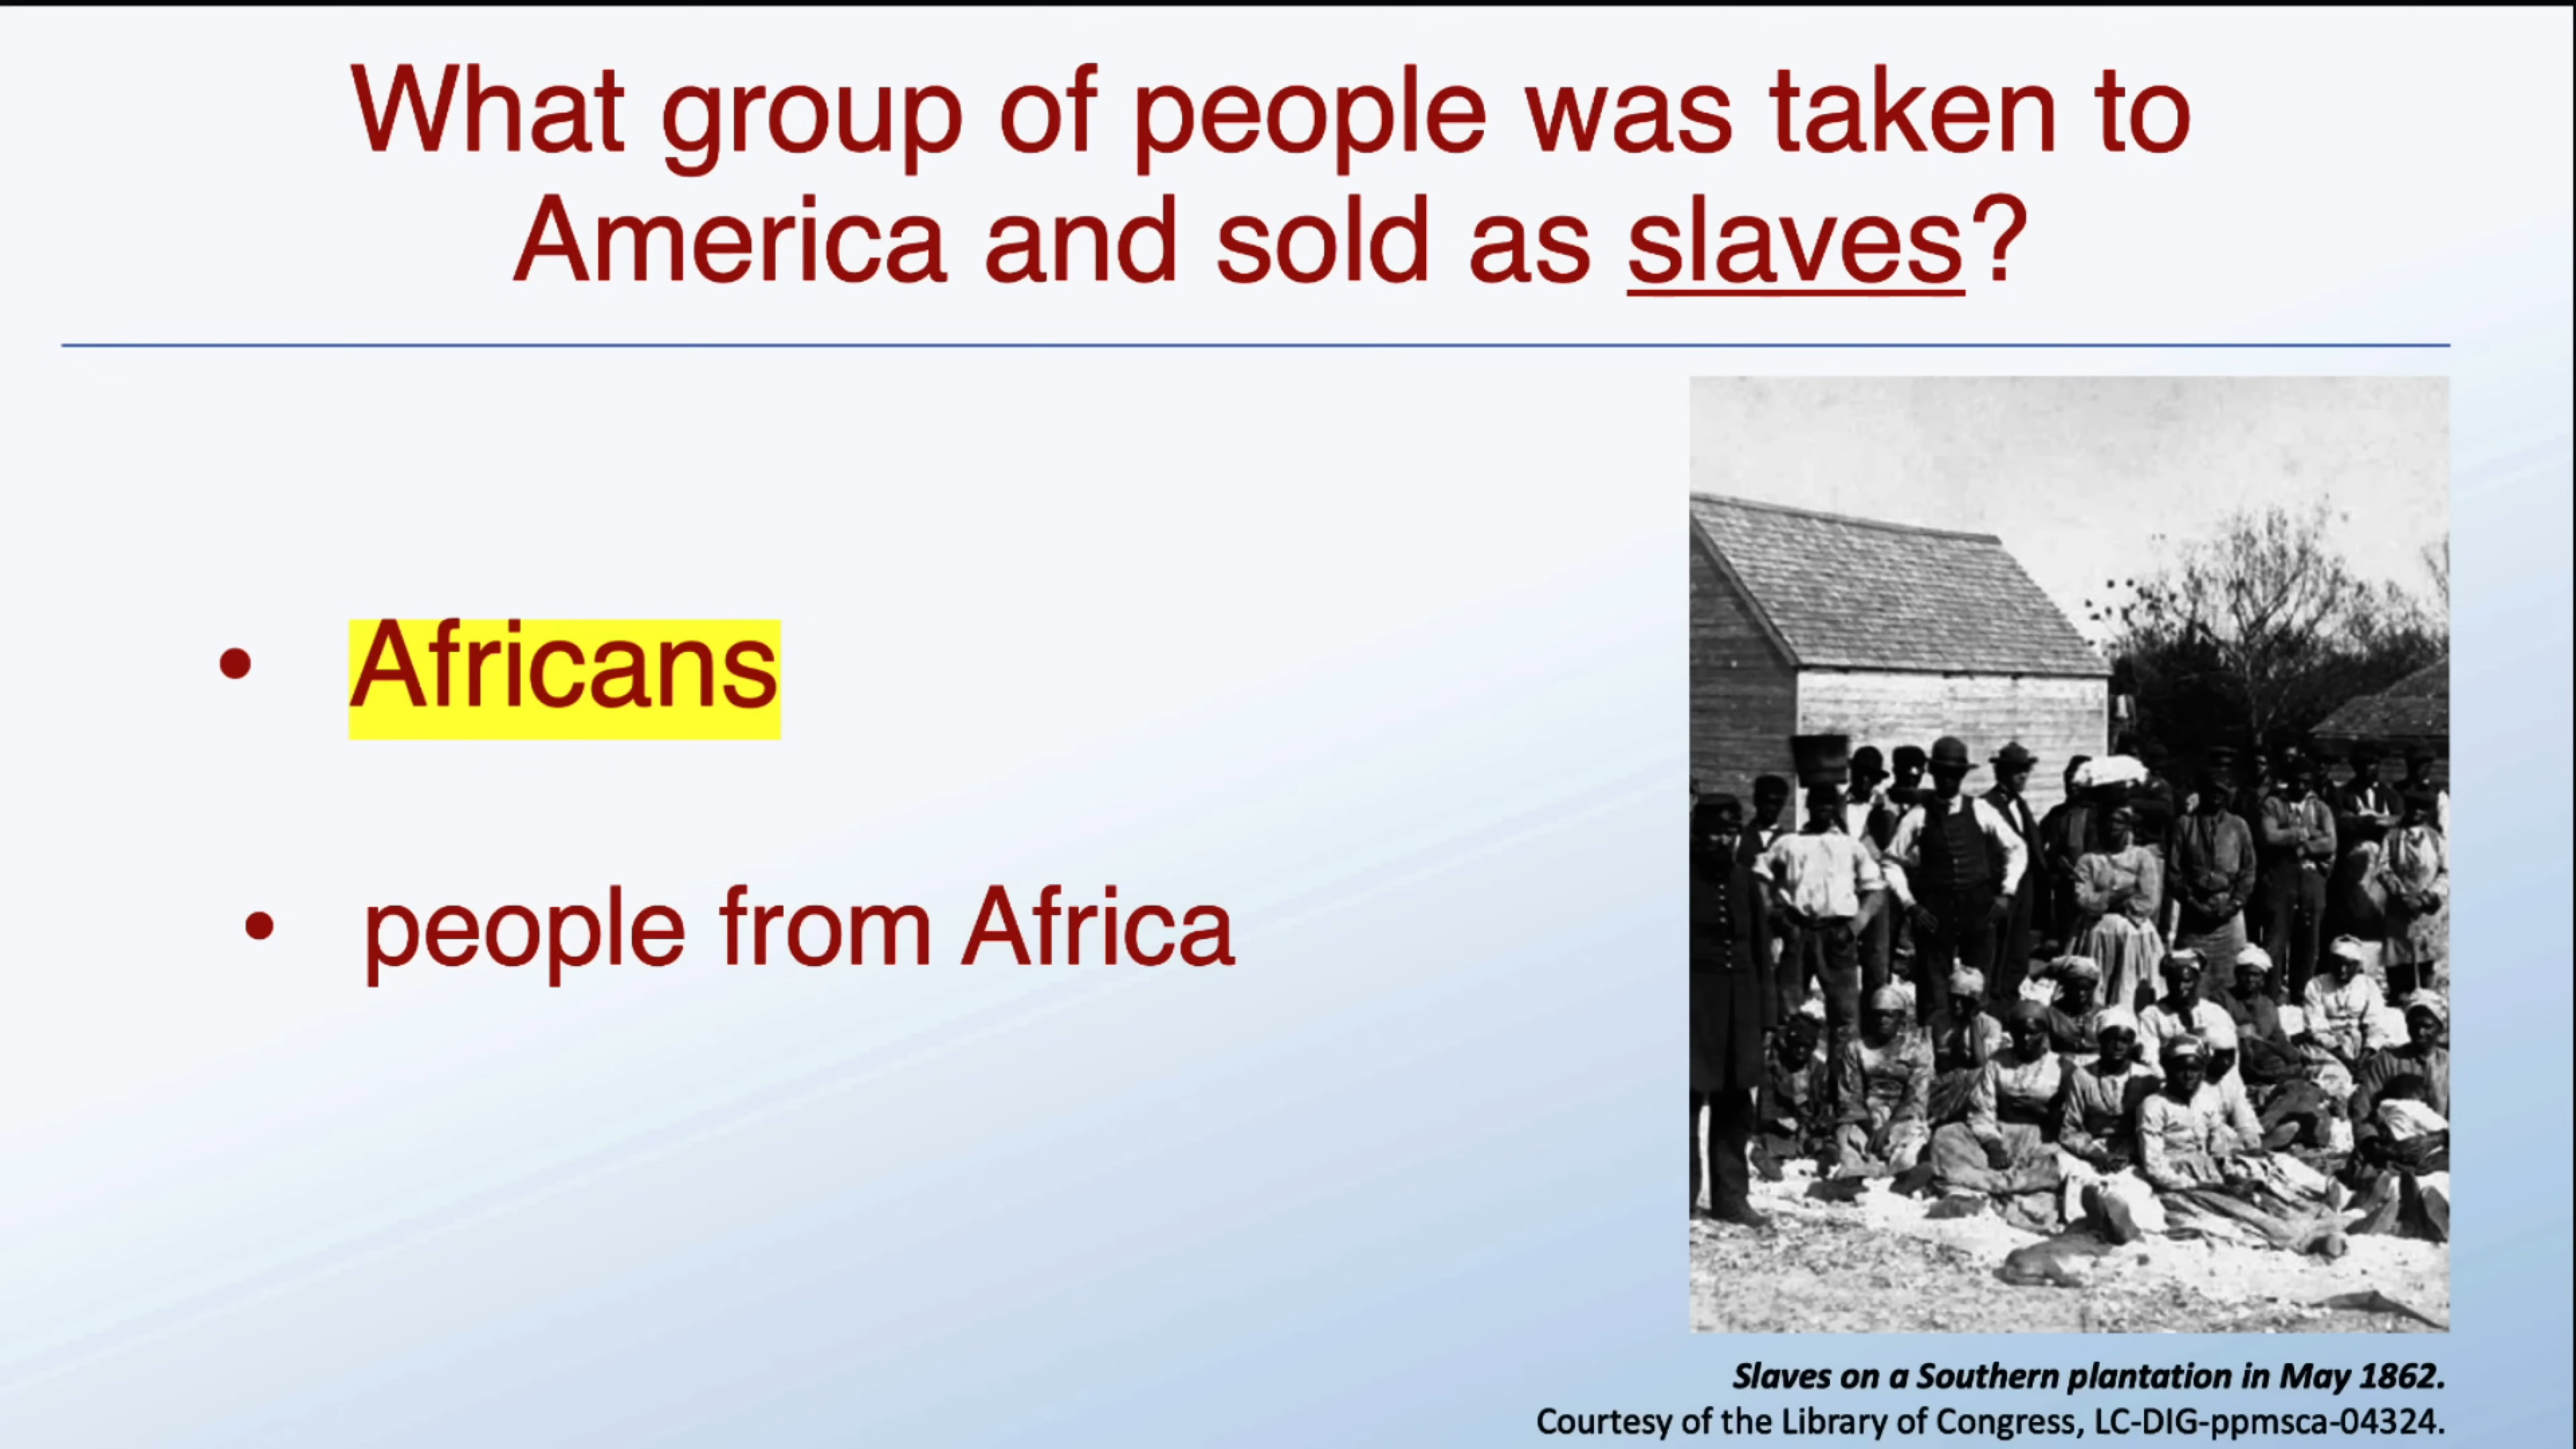 What group of people was taken to
America and sold as slaves?
• Africans
• people from Africa
Slaves on a Southern plantation in May 1862.
Courtesy of the Library of Congress, LC-DIG-ppmsca-04324.